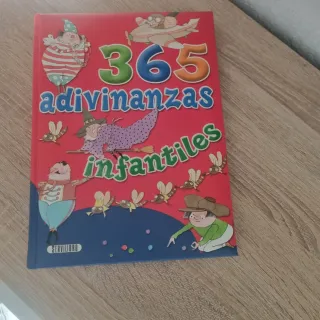 365
adivinanzas
infantiles
SERVILIBRO